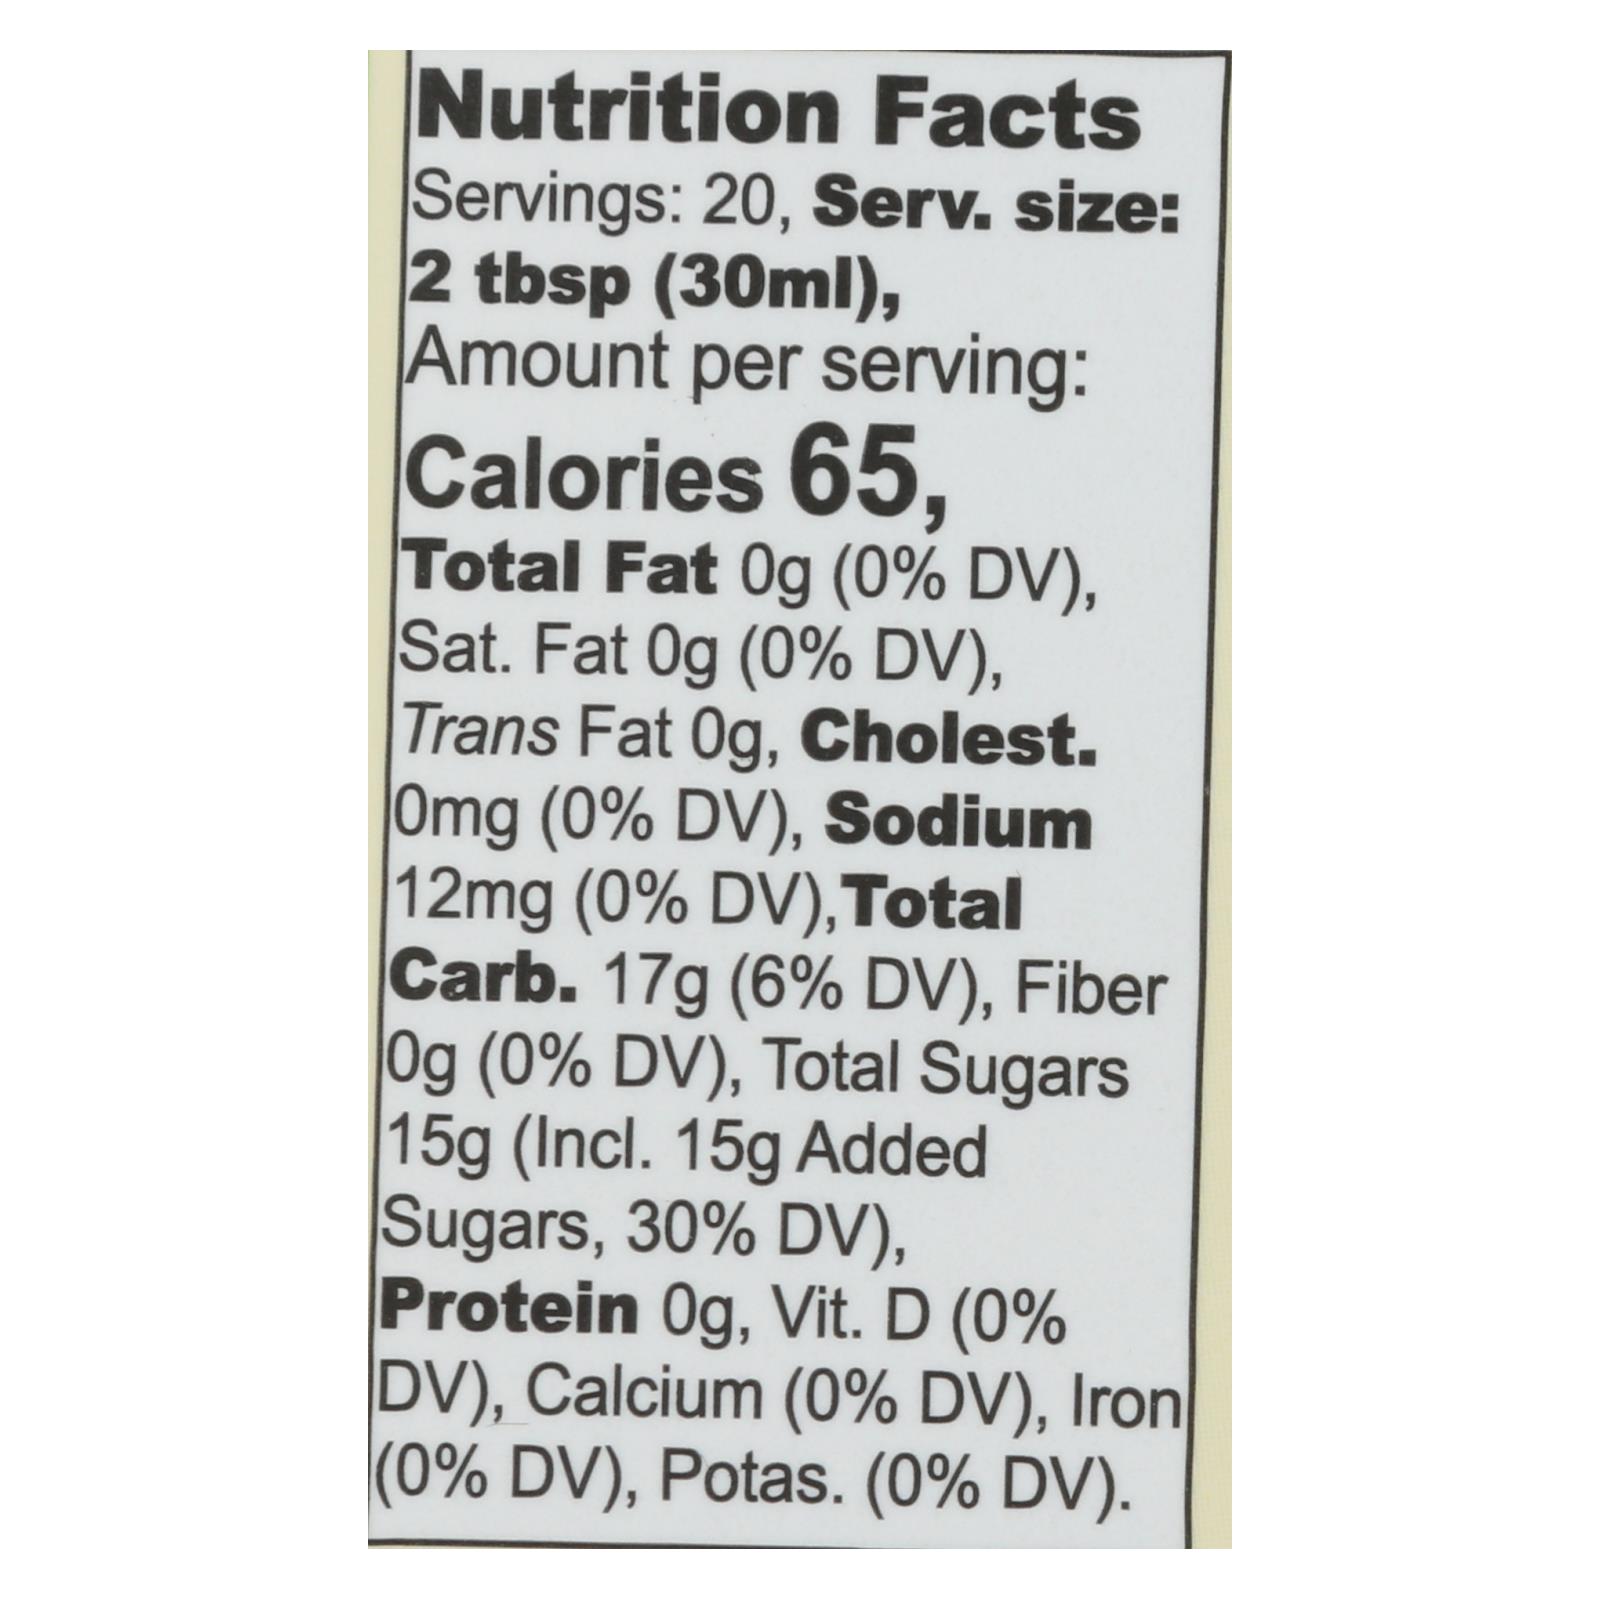 Nutrition Facts
Servings: 20, Serv. size:
2 tbsp (30ml),
Amount per serving:
Calories 65,
Total Fat 0g (0% DV),
Sat. Fat 0g (0% DV),
Trans Fat 0g, Cholest.
0mg (0% DV), Sodium
12mg (0% DV),Total
Carb. 17g (6% DV), Fiber
0g (0% DV), Total Sugars
15g (Incl. 15g Added
Sugars, 30% DV),
Protein 0g, Vit. D (0%
DV), Calcium (0% DV), Iron
(0% DV), Potas. (0% DV).